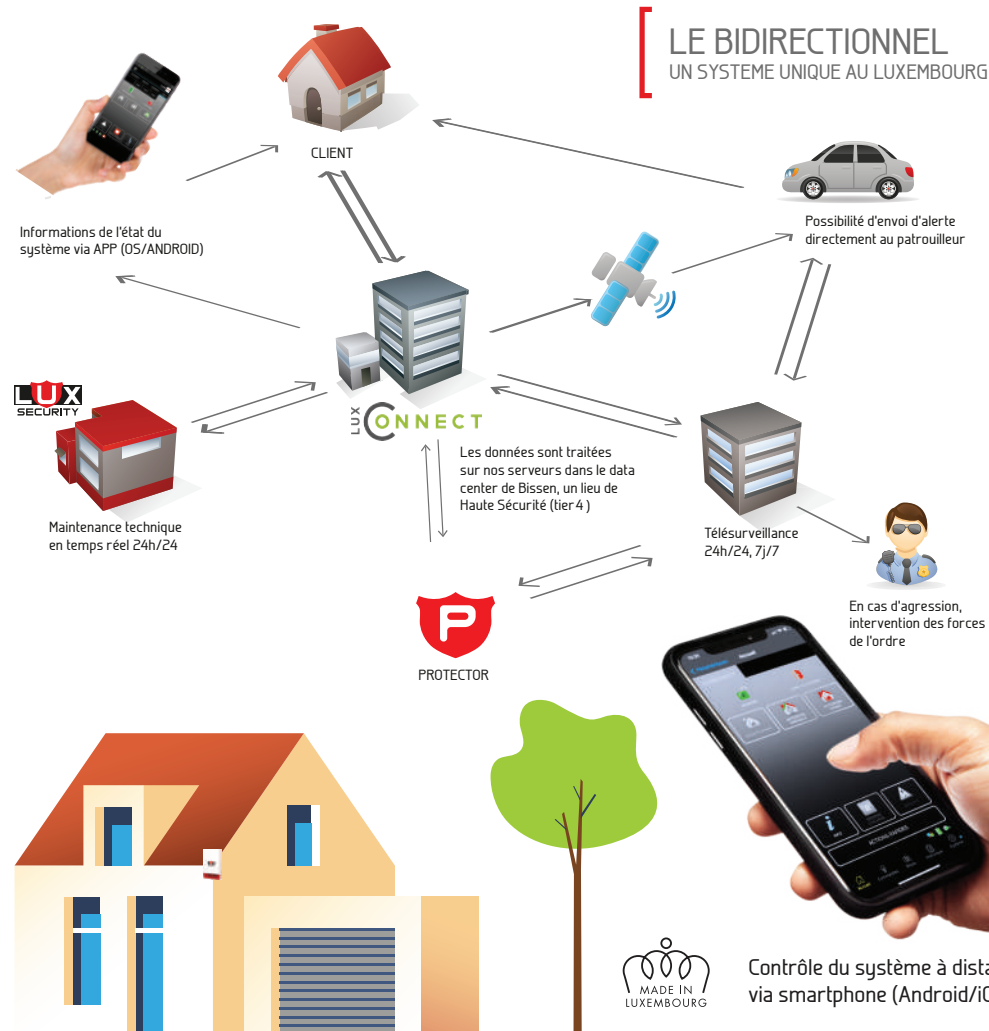 LE BIDIRECTIONNEL
UN SYSTEME UNIQUE AU LUXEMBOURG
CLIENT
Informations de l'état du
système via APP (OS/ANDROID)
Possibilité d'envoi d'alerte
directement au patrouilleur
LUX
SECURITY
LUX CONNECT
Les données sont traitées
sur nos serveurs dans le data
center de Bissen, un lieu de
Haute Sécurité (tier 4 )
Maintenance technique
en temps réel 24h/24
Télésurveillance
24h/24, 7j/7
En cas d'agression,
intervention des forces
de l'ordre
P
PROTECTOR
ACTIONS RAPIDES
MADE IN
LUXEMBOURG
Contrôle du système à dista
via smartphone (Android/iO